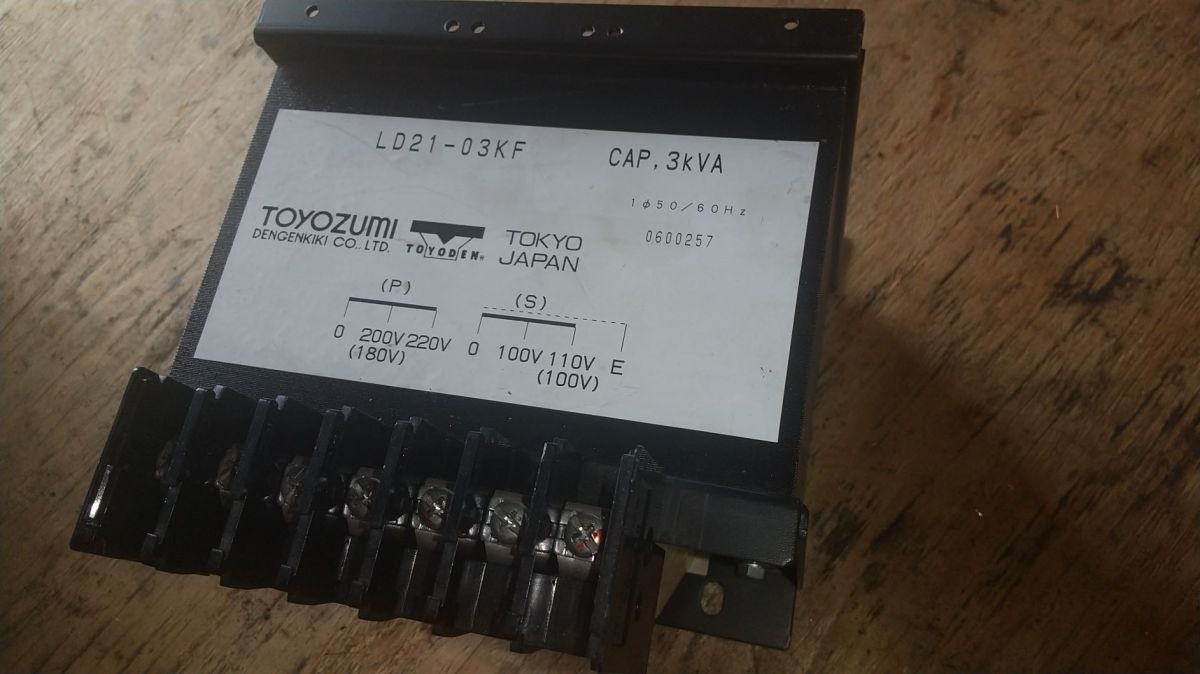 LD21-03KF
CAP, 3kVA
1φ50/60Hz
0600257
TOYOZUMI
DENGENKIKI CO., LTD.
TOYODEN®
TOKYO
JAPAN
(P)
0 200V 220V
(180V)
(S)
0 100V 110V E
(100V)